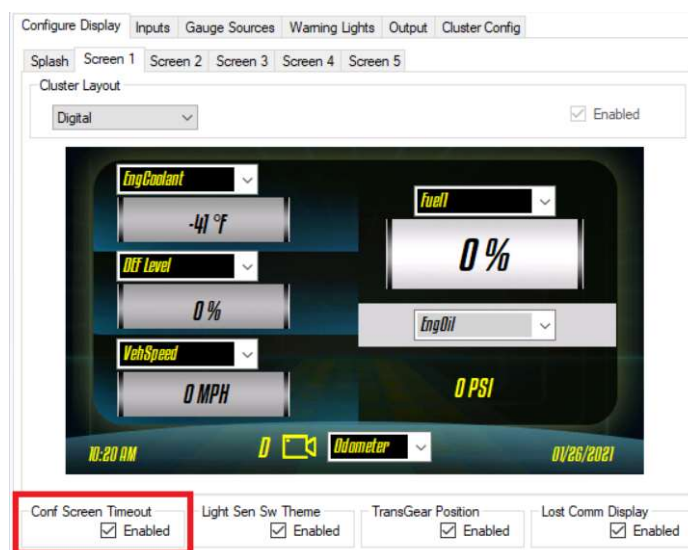 Configure Display Inputs Gauge Sources Warning Lights Output Cluster Config
Splash Screen 1 Screen 2 Screen 3 Screen 4 Screen 5
Cluster Layout
Digital Enabled
EngCoolant
-41 °F
Fuel1
0 %
Dff Level
0 %
EngOil
VehSpeed
0 MPH
0 PSI
10:20 AM D Odometer 01/26/2021
Conf Screen Timeout Light Sen Sw Theme TransGear Position Lost Comm Display
Enabled Enabled Enabled Enabled